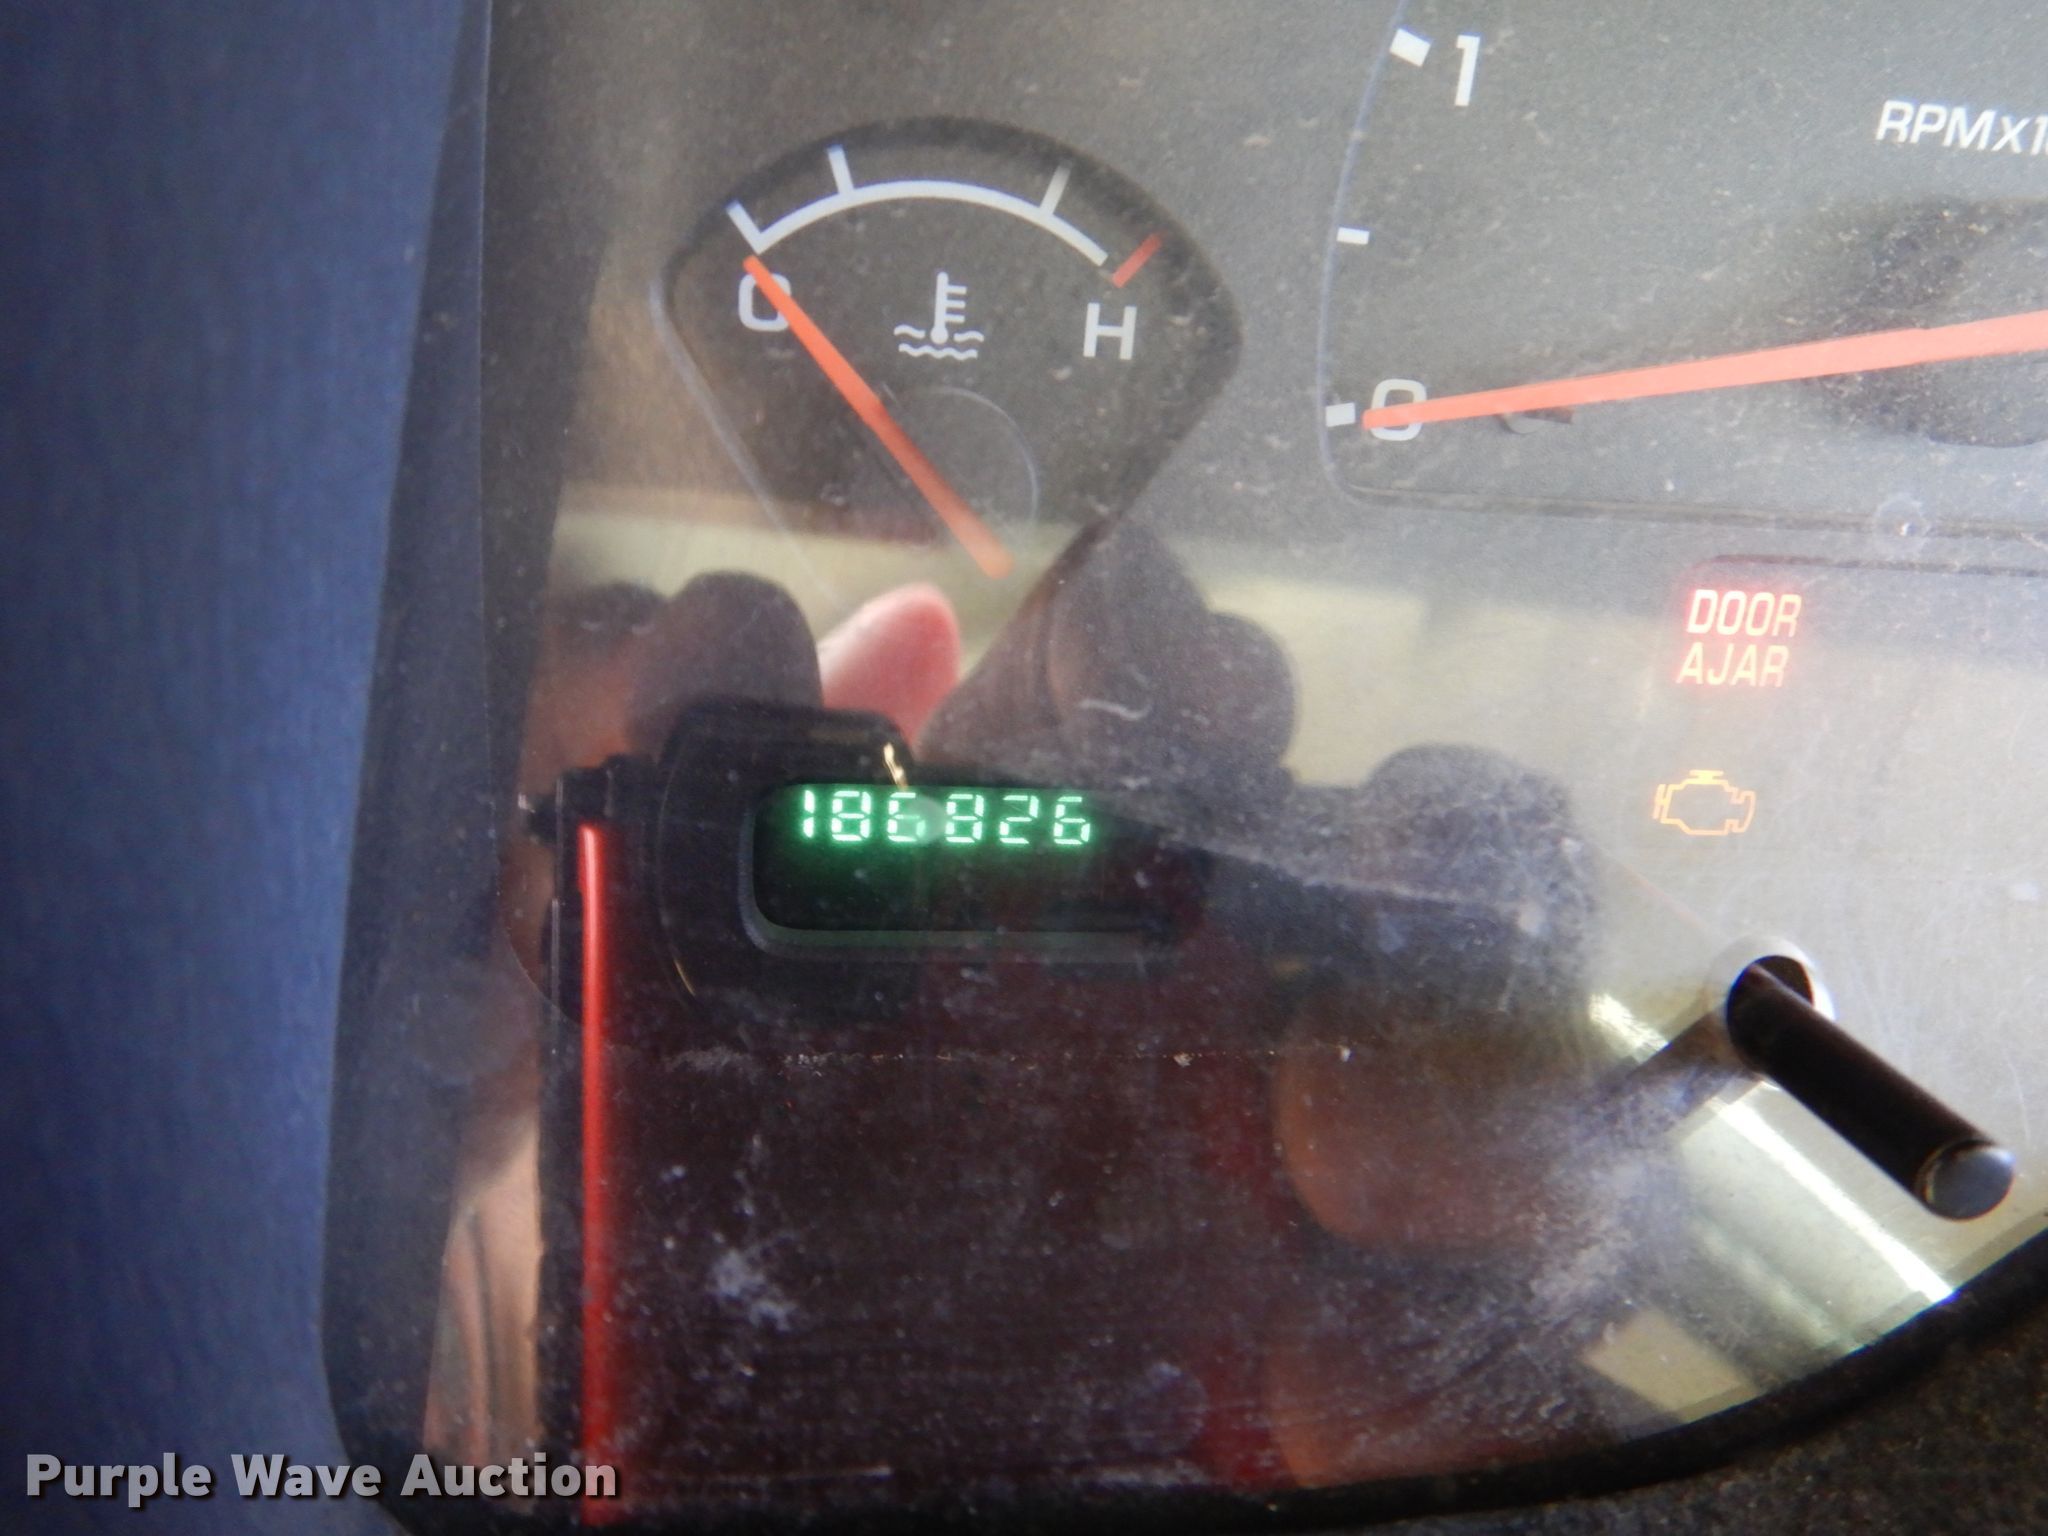 1
RPMX1
C
H
0
DOOR
AJAR
186826
Purple Wave Auction